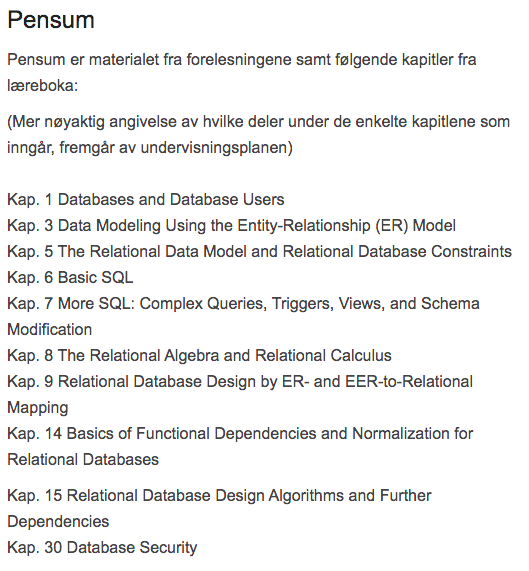 Pensum
Pensum er materialet fra forelesningene samt følgende kapitler fra
læreboka:
(Mer nøyaktig angivelse av hvilke deler under de enkelte kapitlene som
inngår, fremgår av undervisningsplanen)
Kap. 1 Databases and Database Users
Kap. 3 Data Modeling Using the Entity-Relationship (ER) Model
Kap. 5 The Relational Data Model and Relational Database Constraints
Kap. 6 Basic SQL
Kap. 7 More SQL: Complex Queries, Triggers, Views, and Schema
Modification
Kap. 8 The Relational Algebra and Relational Calculus
Kap. 9 Relational Database Design by ER- and EER-to-Relational
Mapping
Kap. 14 Basics of Functional Dependencies and Normalization for
Relational Databases
Kap. 15 Relational Database Design Algorithms and Further
Dependencies
Kap. 30 Database Security